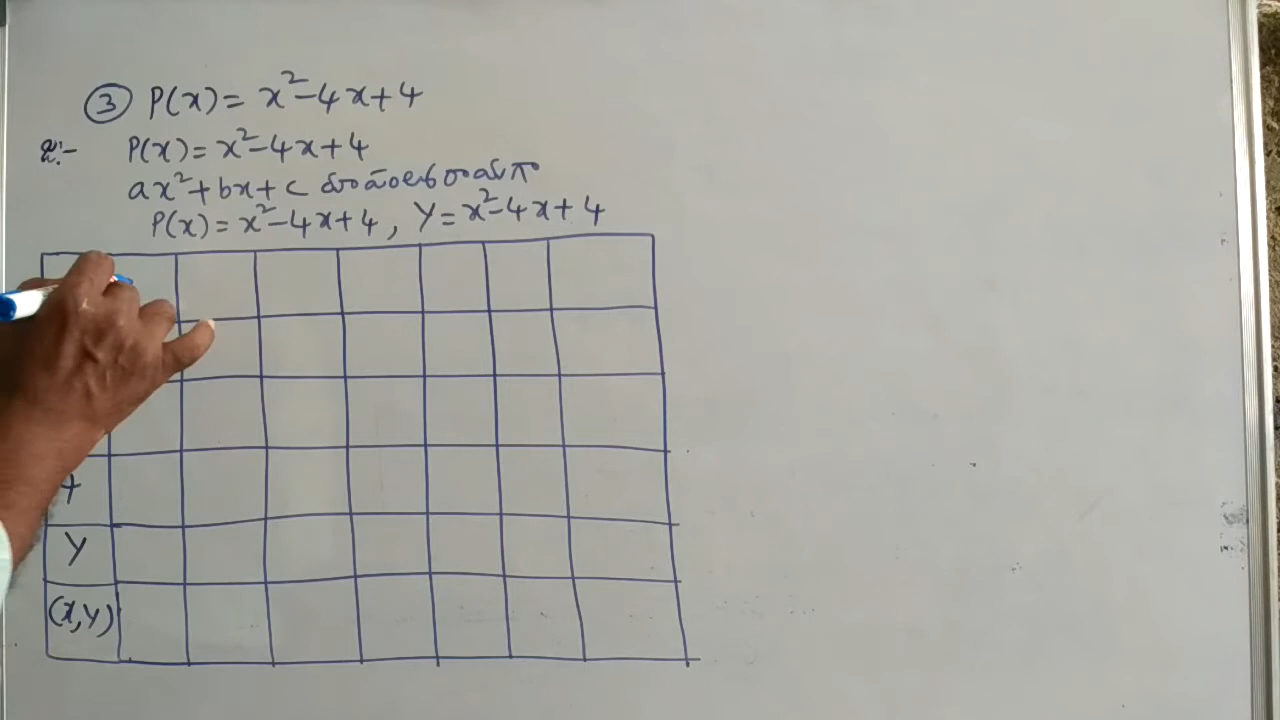 ③ P(x) = x²-4x+4
P(x) = x²-4x+4
ax²+bx+c
P(x) = x²-4x+4, Y = x²-4x+4
+
Y
(x,y)